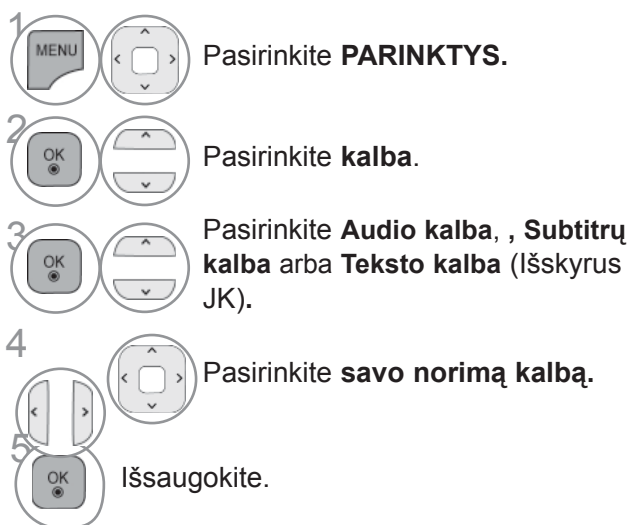 1
MENU
Pasirinkite PARINKTYS.
2
OK
Pasirinkite kalba.
3
OK
Pasirinkite Audio kalba, , Subtitrų
kalba arba Teksto kalba (Išskyrus
JK).
4
Pasirinkite savo norimą kalbą.
5
OK
Išsaugokite.